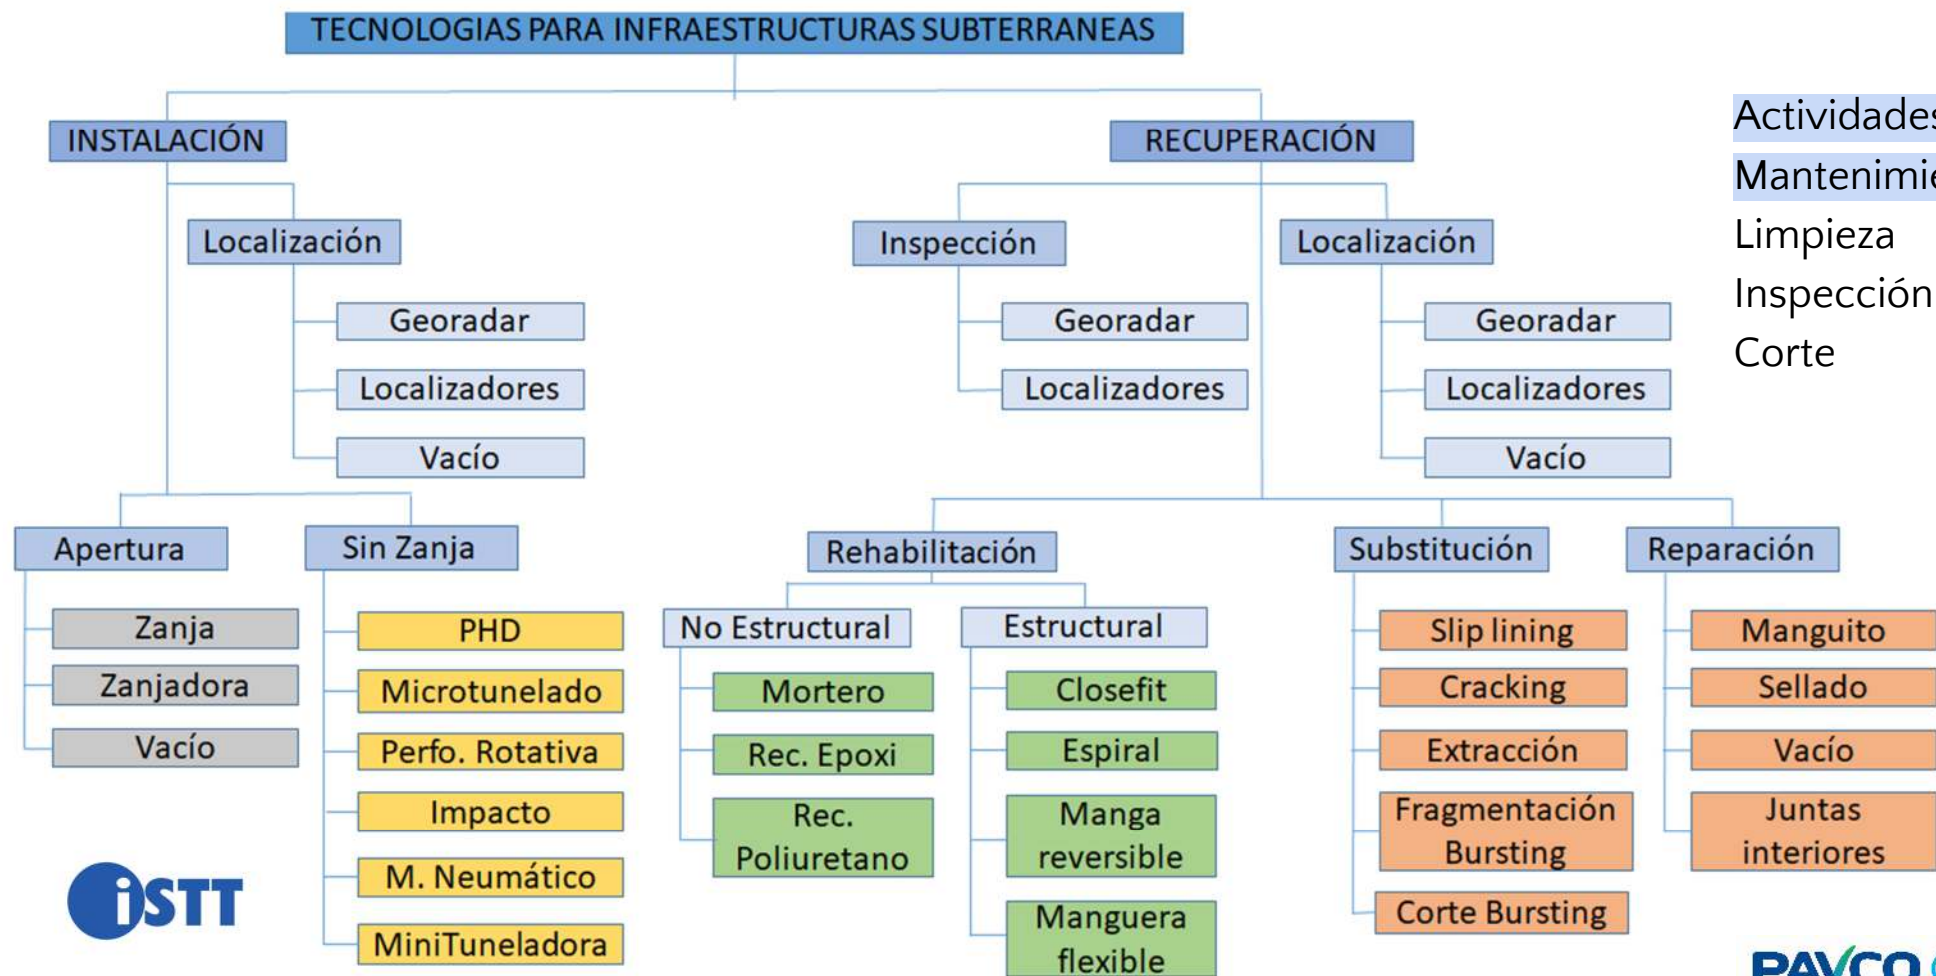 TECNOLOGIAS PARA INFRAESTRUCTURAS SUBTERRANEAS
INSTALACIÓN
RECUPERACIÓN
Localización
Georadar
Localizadores
Vacío
Inspección
Georadar
Localizadores
Localización
Georadar
Localizadores
Vacío
Apertura
Zanja
Zanjadora
Vacío
Sin Zanja
PHD
Microtunelado
Perfo. Rotativa
Impacto
M. Neumático
MiniTuneladora
Rehabilitación
No Estructural
Mortero
Rec. Epoxi
Rec.
Poliuretano
Estructural
Closefit
Espiral
Manga
reversible
Manguera
flexible
Substitución
Slip lining
Cracking
Extracción
Fragmentación
Bursting
Corte Bursting
Reparación
Manguito
Sellado
Vacío
Juntas
interiores
Actividades
Limpieza
Inspección
Corte
iSTT
PAVCO